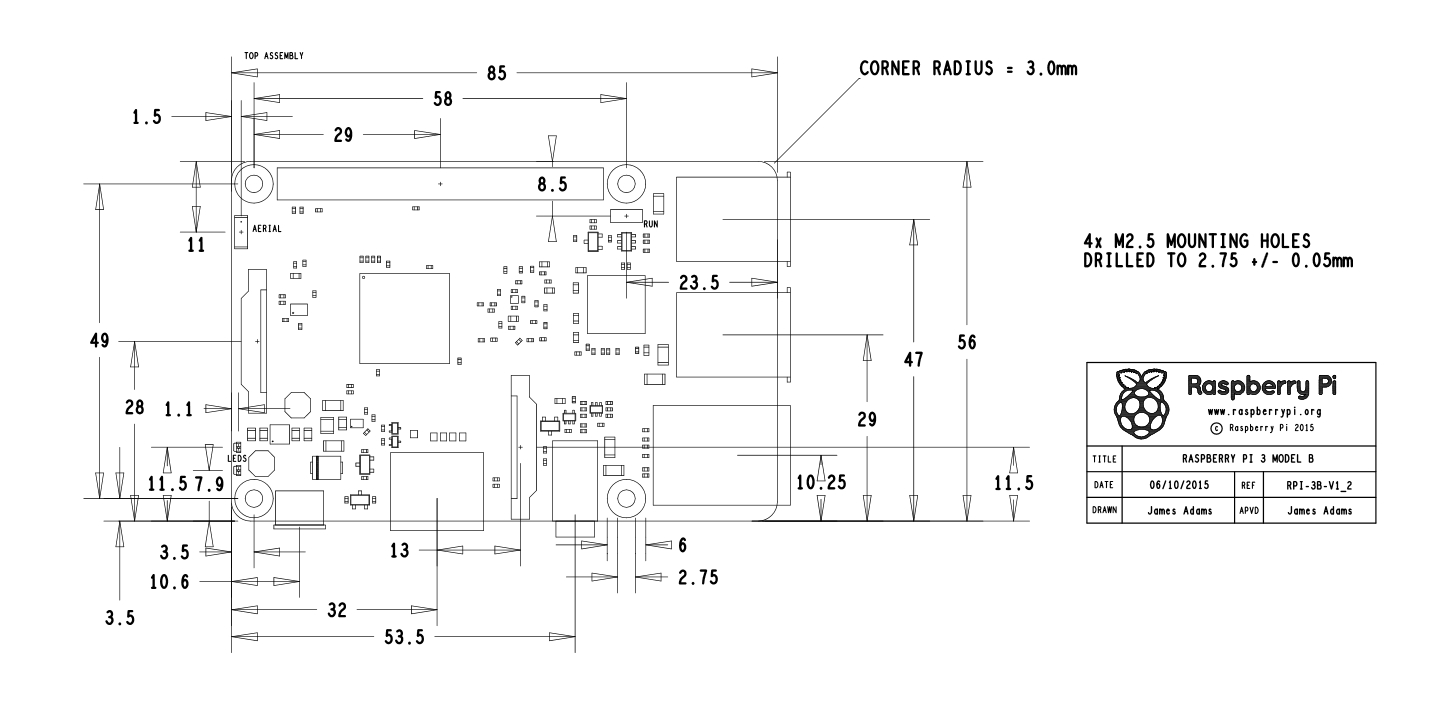 TOP ASSEMBLY
85
CORNER RADIUS = 3.0mm
58
1.5
29
8.5
11
AERIAL
RUN
4x M2.5 MOUNTING HOLES
DRILLED TO 2.75 +/- 0.05mm
23.5
49
56
47
28
1.1
29
LEDS
11.5
7.9
10.25
11.5
3.5
13
6
10.6
2.75
3.5
32
53.5
Raspberry Pi
www.raspberrypi.org
© Raspberry Pi 2015
TITLE RASPBERRY PI 3 MODEL B
DATE 06/10/2015 REF RPI-3B-V1_2
DRAWN James Adams APVD James Adams